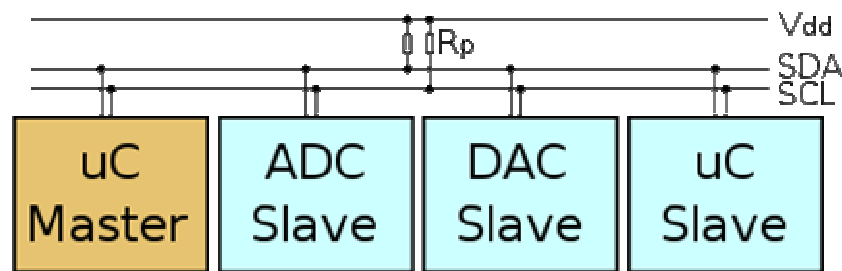 Vdd
Rp
SDA
SCL
uC
Master
ADC
Slave
DAC
Slave
uC
Slave